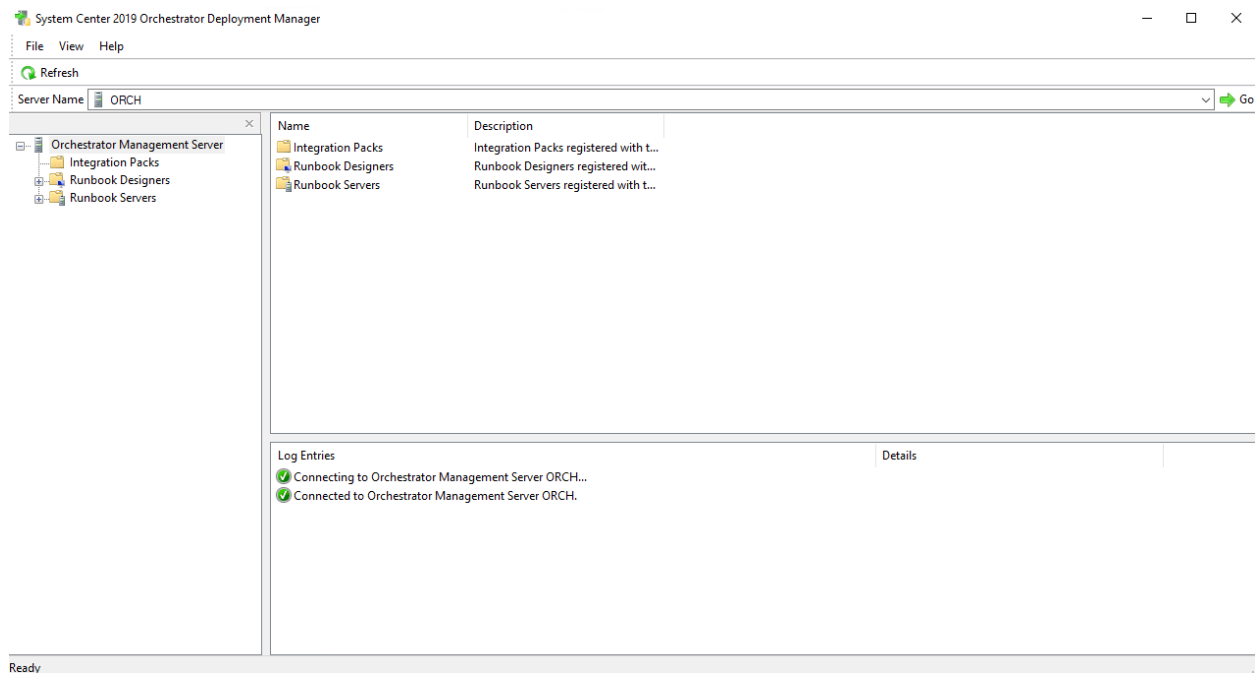 System Center 2019 Orchestrator Deployment Manager
File View Help
Refresh
Server Name ORCH Go
Orchestrator Management Server
Integration Packs
Runbook Designers
Runbook Servers
Name Description
Integration Packs Integration Packs registered with t...
Runbook Designers Runbook Designers registered wit...
Runbook Servers Runbook Servers registered with t...
Log Entries Details
Connecting to Orchestrator Management Server ORCH...
Connected to Orchestrator Management Server ORCH.
Ready